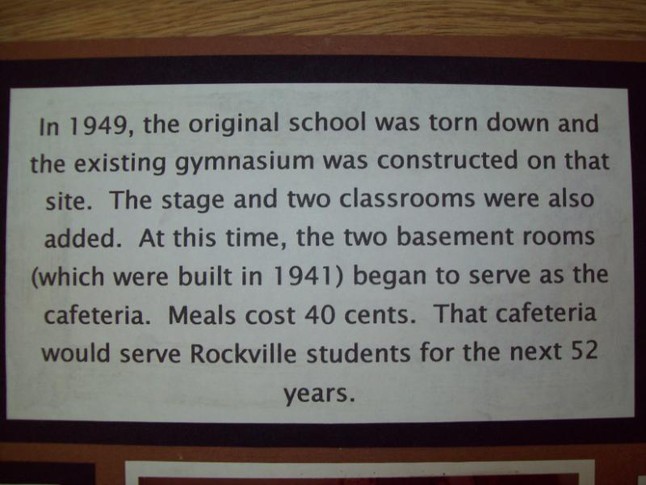 In 1949, the original school was torn down and
the existing gymnasium was constructed on that
site.  The stage and two classrooms were also
added.  At this time, the two basement rooms
(which were built in 1941) began to serve as the
cafeteria.  Meals cost 40 cents.  That cafeteria
would serve Rockville students for the next 52
years.